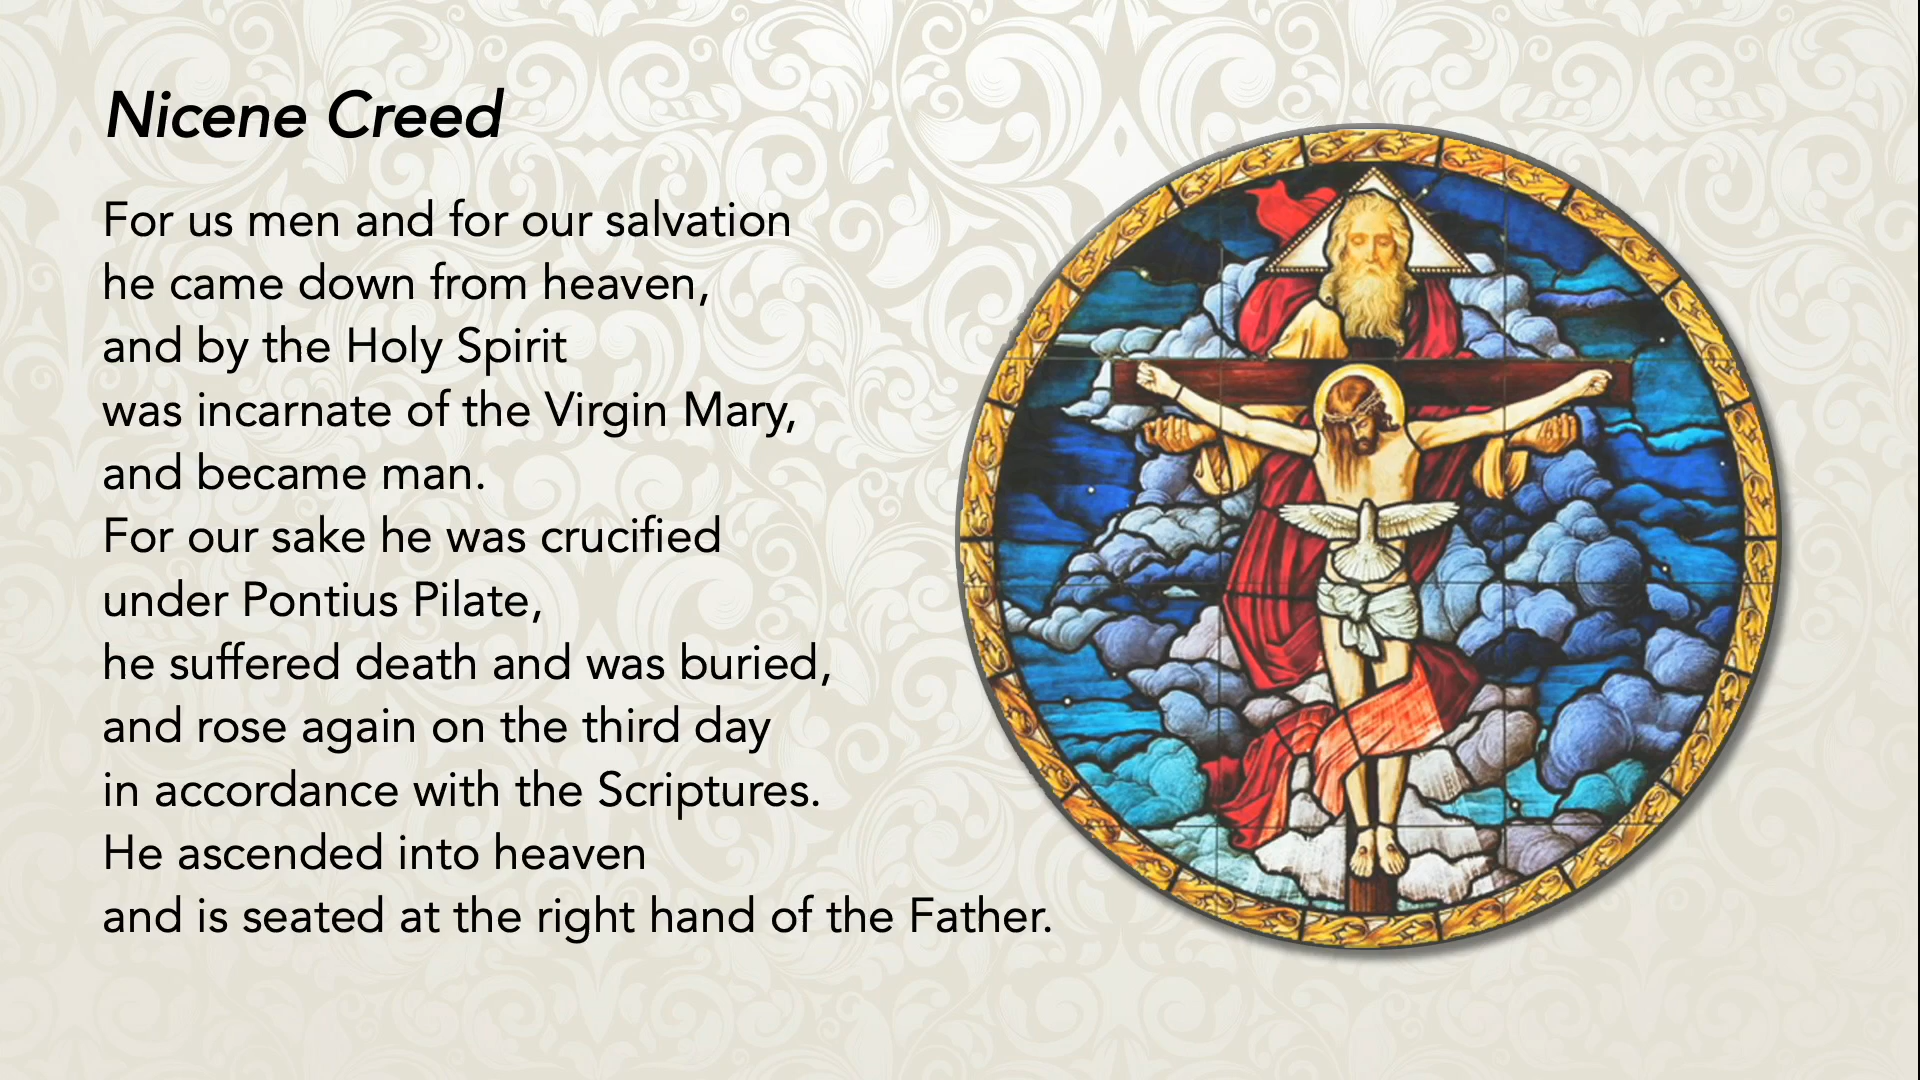 Nicene Creed
For us men and for our salvation
he came down from heaven,
and by the Holy Spirit
was incarnate of the Virgin Mary,
and became man.
For our sake he was crucified
under Pontius Pilate,
he suffered death and was buried,
and rose again on the third day
in accordance with the Scriptures.
He ascended into heaven
and is seated at the right hand of the Father.